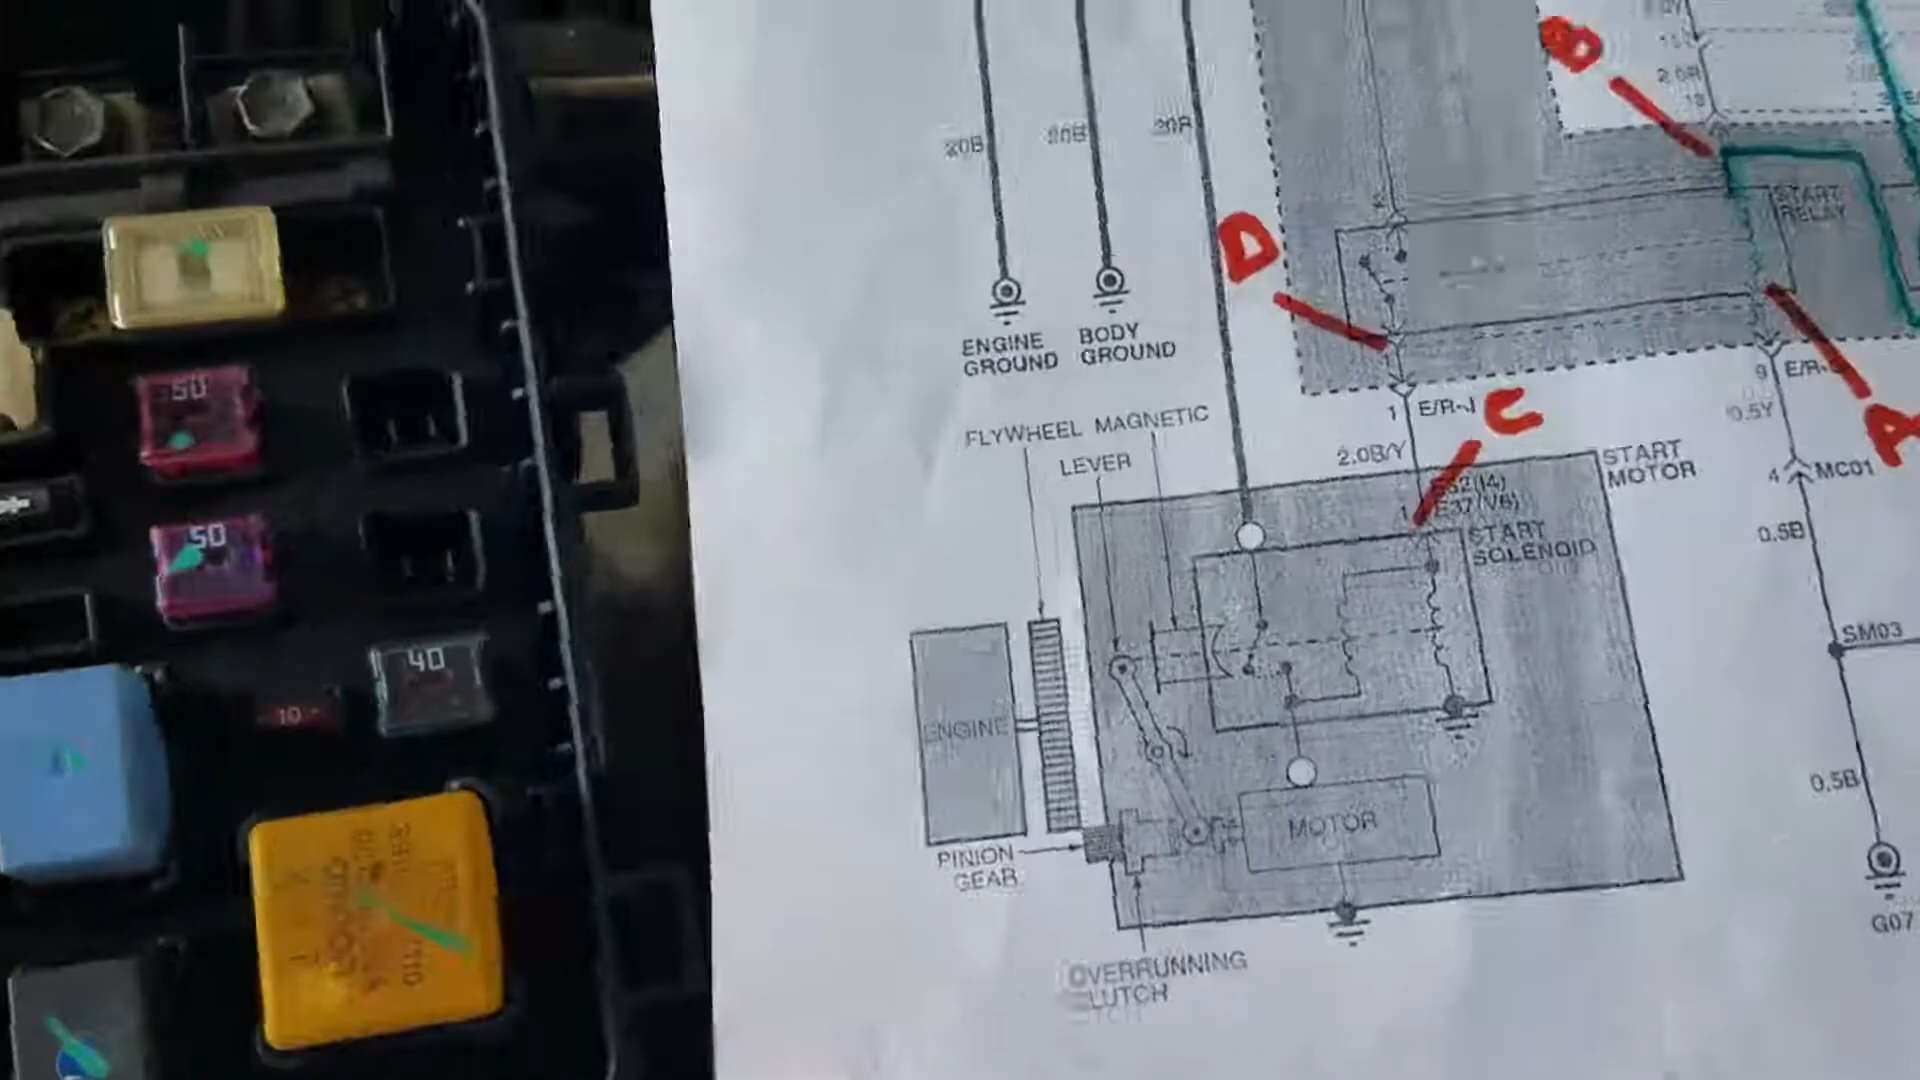 50
50
40
10
20B
20B
20R
ENGINE
GROUND
BODY
GROUND
FLYWHEEL
MAGNETIC
LEVER
2.0B/Y
1
E/R-J
START
MOTOR
START
SOLENOID
1
ENGINE
MOTOR
PINION
GEAR
OVERRUNNING
CLUTCH
B
D
C
A
START
RELAY
9
0.5Y
4
MC01
0.5B
SM03
0.5B
G07